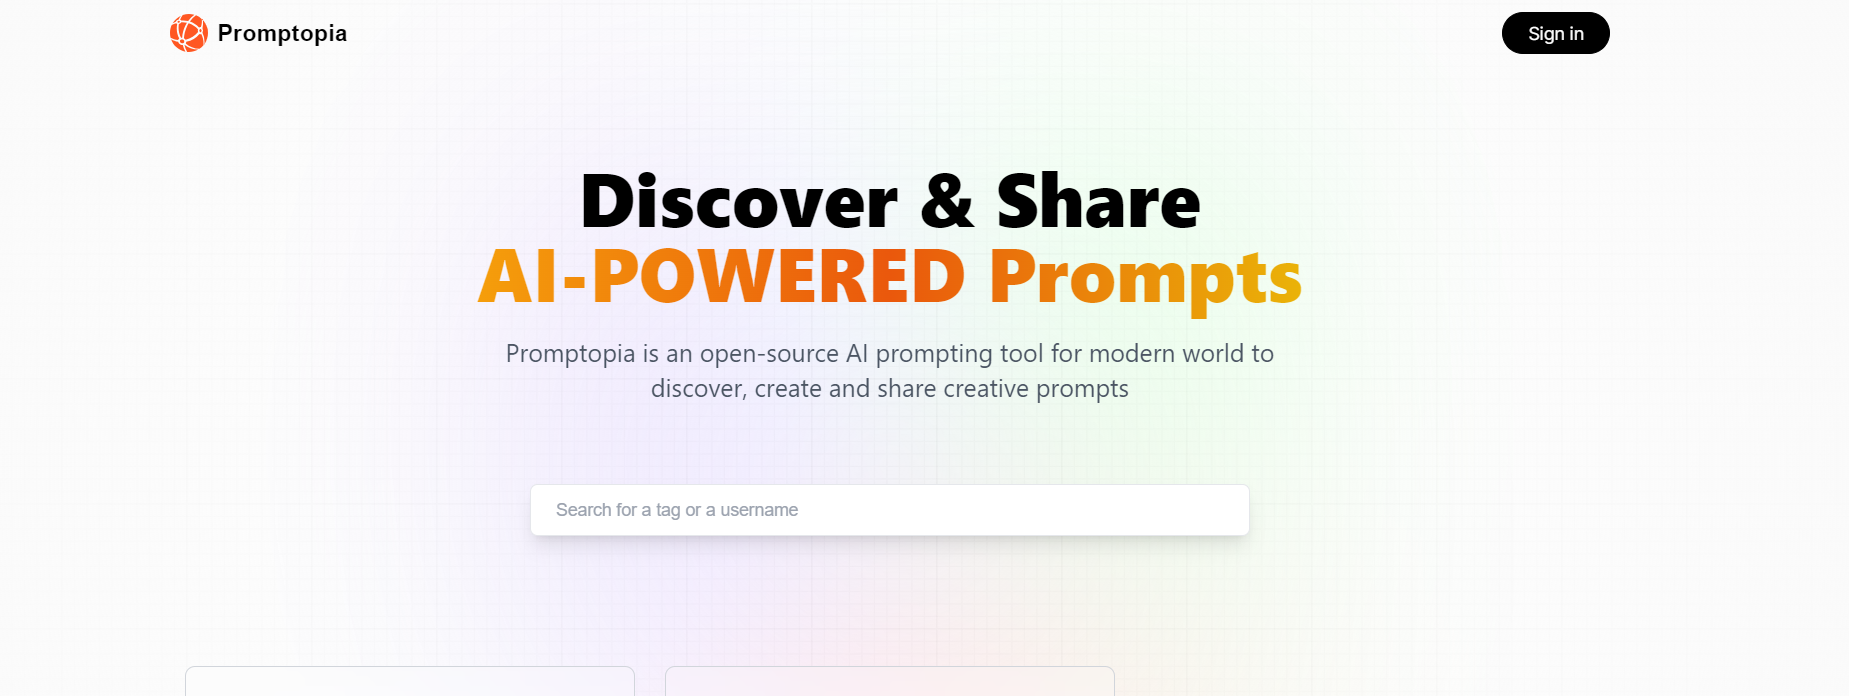 Promptopia
Sign in
Discover & Share
AI-POWERED Prompts
Promptopia is an open-source AI prompting tool for modern world to
discover, create and share creative prompts
Search for a tag or a username